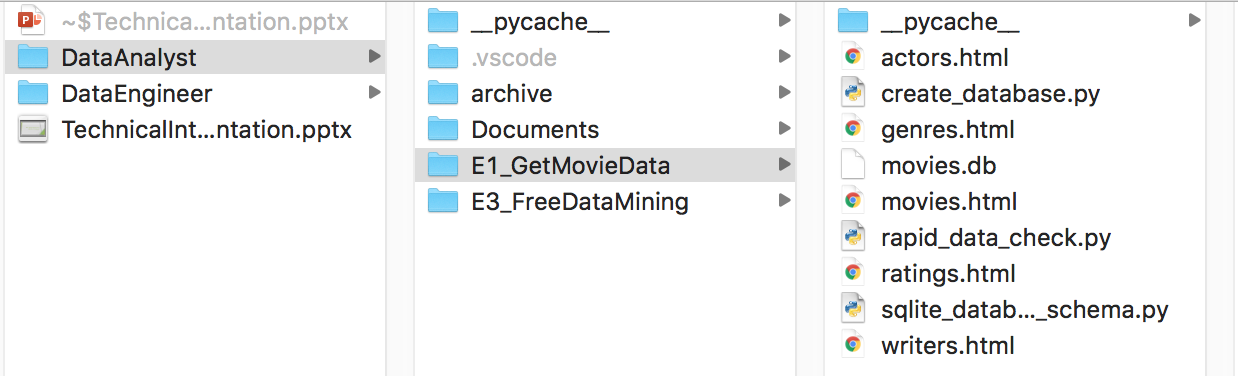 ~$Technica...ntation.pptx
DataAnalyst
DataEngineer
TechnicalInt...ntation.pptx
__pycache__
.vscode
archive
Documents
E1_GetMovieData
E3_FreeDataMining
__pycache__
actors.html
create_database.py
genres.html
movies.db
movies.html
rapid_data_check.py
ratings.html
sqlite_datab..._schema.py
writers.html